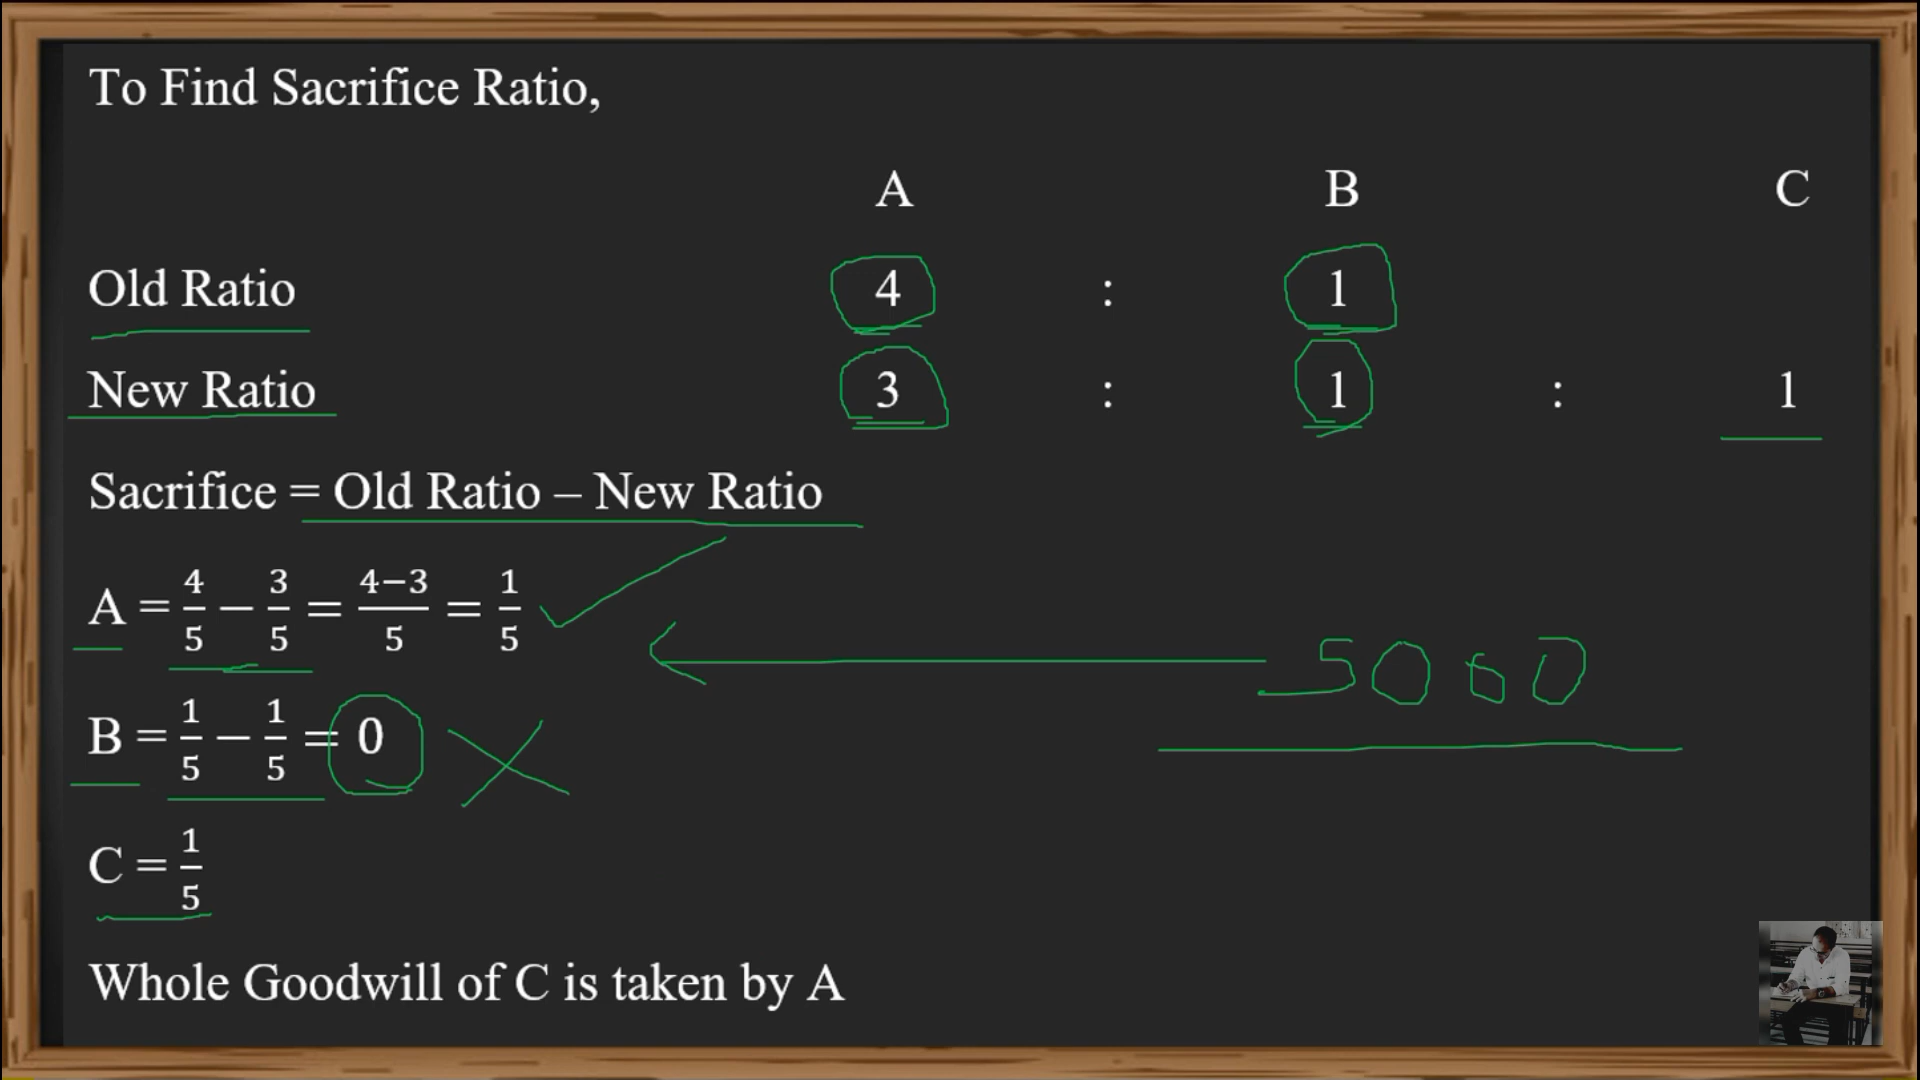 To Find Sacrifice Ratio,
A B C
Old Ratio 4 : 1
New Ratio 3 : 1 : 1
Sacrifice = Old Ratio – New Ratio
A = 4/5 − 3/5 = 4−3/5 = 1/5
5000
B = 1/5 − 1/5 = 0
C = 1/5
Whole Goodwill of C is taken by A